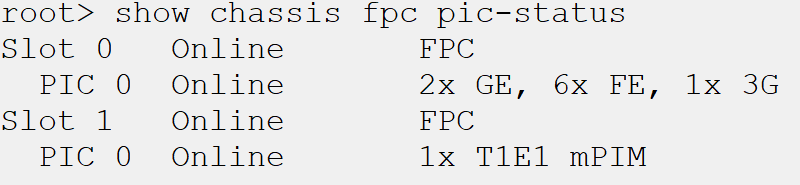 root> show chassis fpc pic-status
Slot 0   Online       FPC
  PIC 0  Online       2x GE, 6x FE, 1x 3G
Slot 1   Online       FPC
  PIC 0  Online       1x T1E1 mPIM